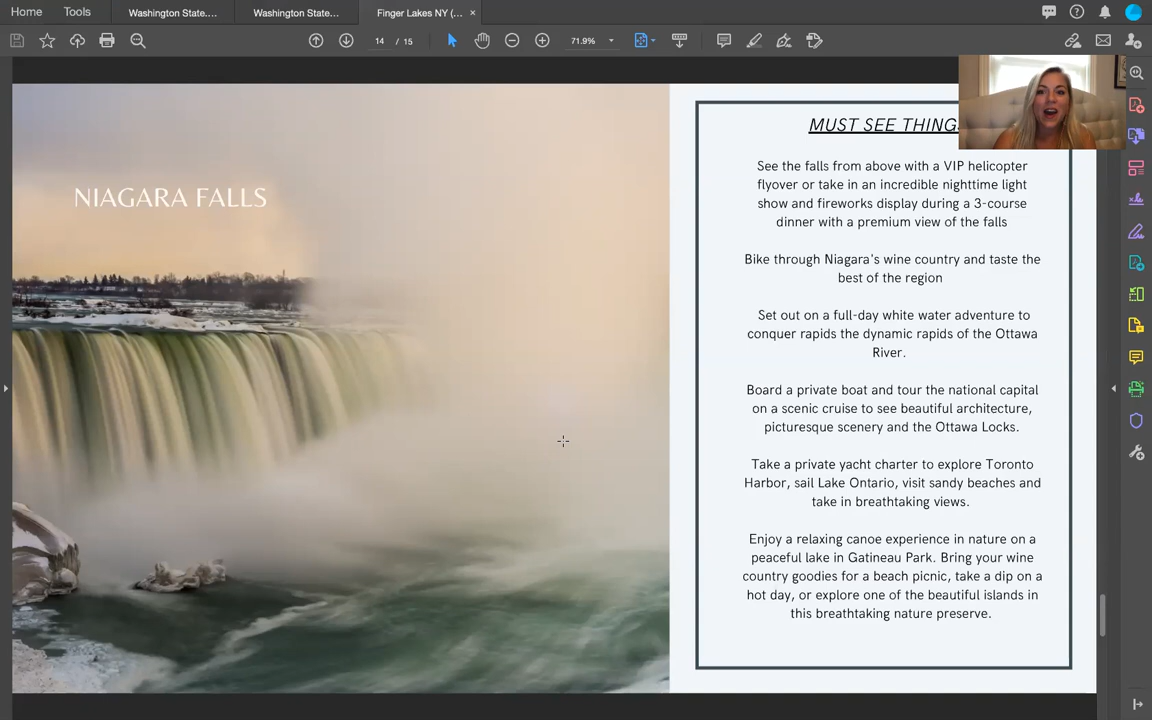 Home
Tools
Washington State....
Washington State...
Finger Lakes NY (...
14 / 15
71.9%
NIAGARA FALLS
MUST SEE THINGS
See the falls from above with a VIP helicopter
flyover or take in an incredible nighttime light
show and fireworks display during a 3-course
dinner with a premium view of the falls
Bike through Niagara's wine country and taste the
best of the region
Set out on a full-day white water adventure to
conquer rapids the dynamic rapids of the Ottawa
River.
Board a private boat and tour the national capital
on a scenic cruise to see beautiful architecture,
picturesque scenery and the Ottawa Locks.
Take a private yacht charter to explore Toronto
Harbor, sail Lake Ontario, visit sandy beaches and
take in breathtaking views.
Enjoy a relaxing canoe experience in nature on a
peaceful lake in Gatineau Park. Bring your wine
country goodies for a beach picnic, take a dip on a
hot day, or explore one of the beautiful islands in
this breathtaking nature preserve.